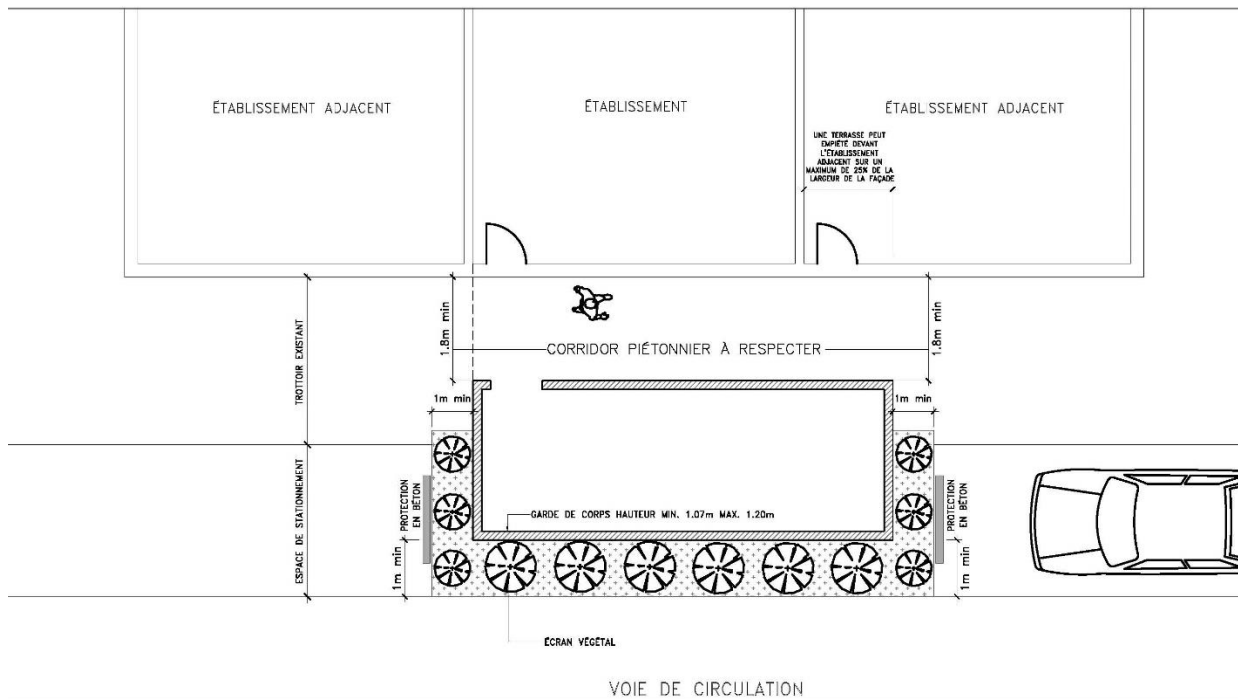 ÉTABLISSEMENT ADJACENT
ÉTABLISSEMENT
ÉTABLISSEMENT ADJACENT
UNE TERRASSE PEUT
EMPIÉTÉ DEVANT
L'ÉTABLISSEMENT
ADJACENT SUR UN
MAXIMUM DE 25% DE LA
LARGEUR DE LA FAÇADE
TROTTOIR EXISTANT
1.8m min
CORRIDOR PIÉTONNIER À RESPECTER
1.8m min
1m min
1m min
ESPACE DE STATIONNEMENT
PROTECTION
EN BÉTON
GARDE DE CORPS HAUTEUR MIN. 1.07m MAX. 1.20m
PROTECTION
EN BÉTON
1m min
1m min
ÉCRAN VÉGÉTAL
VOIE DE CIRCULATION